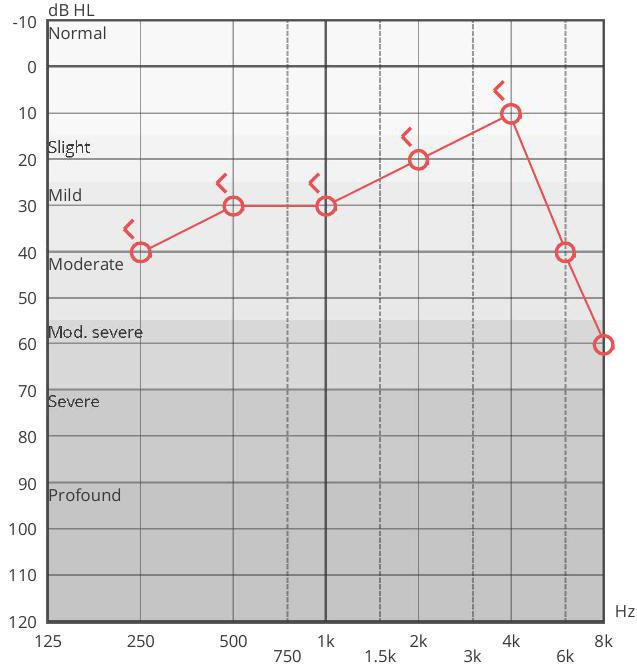 dB HL
-10
Normal
0
10
Slight
20
Mild
30
40
Moderate
50
Mod. severe
60
70
Severe
80
90
Profound
100
110
120
Hz
125 250 500 1k 2k 4k 8k
750 1.5k 3k 6k